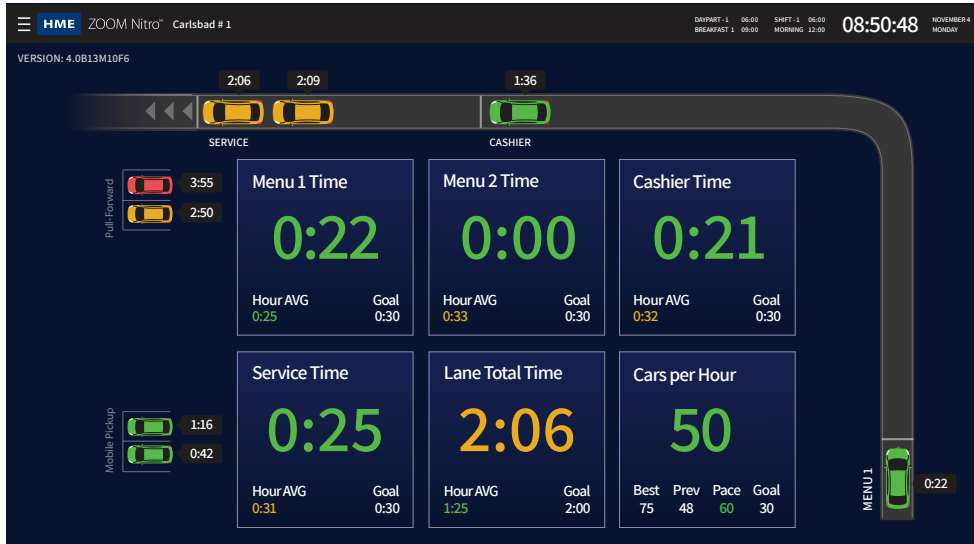 HME ZOOM Nitro™ Carlsbad # 1
DAYPART-1 06:00 SHIFT-1 06:00
BREAKFAST 1 09:00 MORNING 12:00
08:50:48
NOVEMBER 4
MONDAY
VERSION: 4.0B13M10F6
2:06 2:09 1:36
SERVICE CASHIER
Pull-Forward
3:55
2:50
Menu 1 Time
0:22
Hour AVG Goal
0:25 0:30
Menu 2 Time
0:00
Hour AVG Goal
0:33 0:30
Cashier Time
0:21
Hour AVG Goal
0:32 0:30
Mobile Pickup
1:16
0:42
Service Time
0:25
Hour AVG Goal
0:31 0:30
Lane Total Time
2:06
Hour AVG Goal
1:25 2:00
Cars per Hour
50
Best Prev Pace Goal
75 48 60 30
MENU 1
0:22